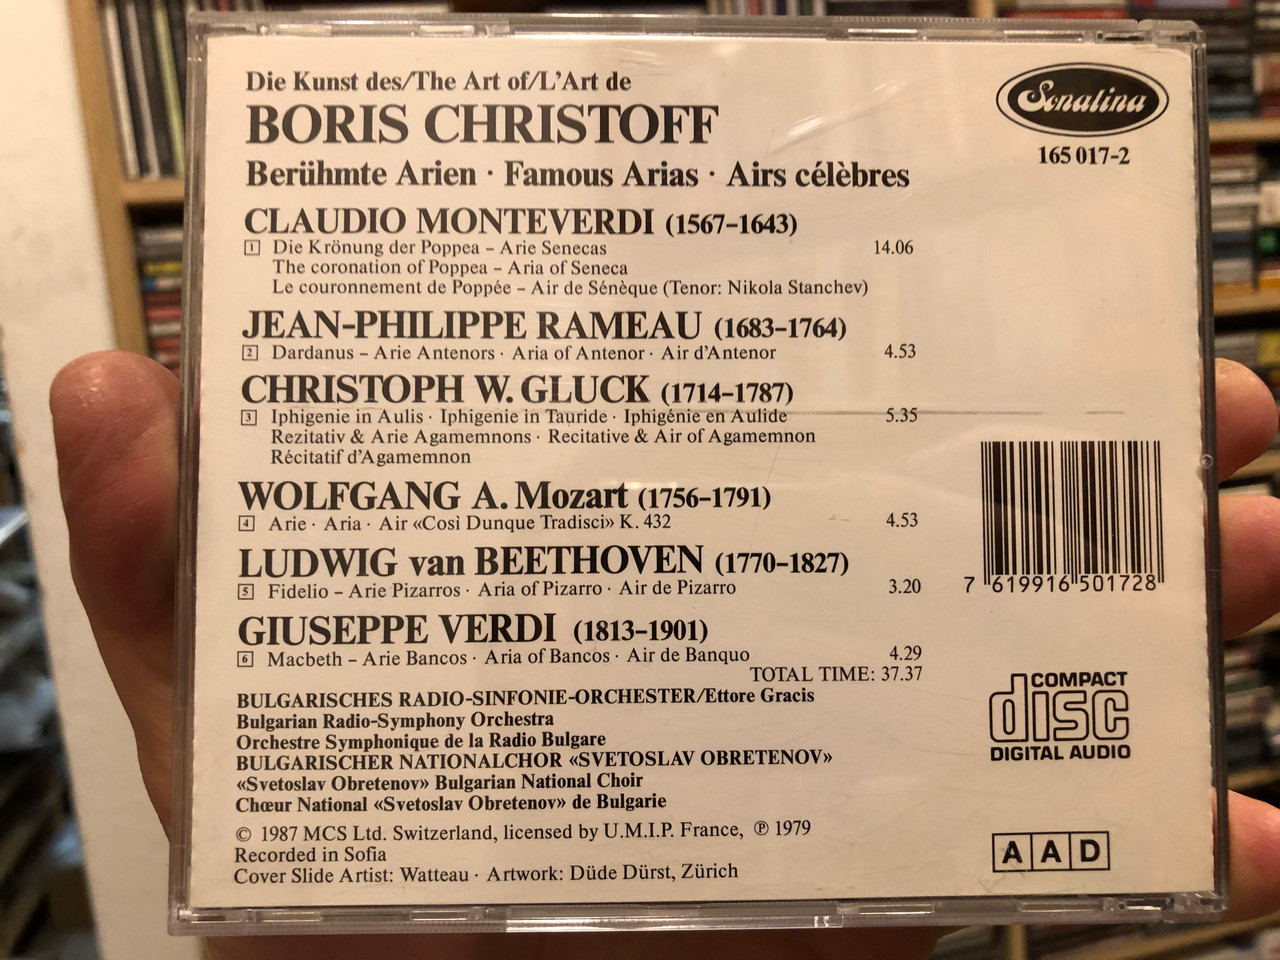 Die Kunst des/The Art of/L'Art de
BORIS CHRISTOFF
Berühmte Arien · Famous Arias · Airs célèbres
Sonatina
165 017-2
CLAUDIO MONTEVERDI (1567–1643)
1 Die Krönung der Poppea – Arie Senecas 14.06
The coronation of Poppea – Aria of Seneca
Le couronnement de Poppée – Air de Sénèque (Tenor: Nikola Stanchev)
JEAN-PHILIPPE RAMEAU (1683–1764)
2 Dardanus – Arie Antenors · Aria of Antenor · Air d'Antenor 4.53
CHRISTOPH W. GLUCK (1714–1787)
3 Iphigenie in Aulis · Iphigenie in Tauride · Iphigénie en Aulide 5.35
Rezitativ & Arie Agamemnons · Recitative & Air of Agamemnon
Récitatif d'Agamemnon
WOLFGANG A. Mozart (1756–1791)
4 Arie · Aria · Air «Così Dunque Tradisci» K. 432 4.53
LUDWIG van BEETHOVEN (1770–1827)
5 Fidelio – Arie Pizarros · Aria of Pizarro · Air de Pizarro 3.20
GIUSEPPE VERDI (1813–1901)
6 Macbeth – Arie Bancos · Aria of Bancos · Air de Banquo 4.29
TOTAL TIME: 37.37
BULGARISCHES RADIO-SINFONIE-ORCHESTER/Ettore Gracis
Bulgarian Radio-Symphony Orchestra
Orchestre Symphonique de la Radio Bulgare
BULGARISCHER NATIONALCHOR «SVETOSLAV OBRETENOV»
«Svetoslav Obretenov» Bulgarian National Choir
Chœur National «Svetoslav Obretenov» de Bulgarie
© 1987 MCS Ltd. Switzerland, licensed by U.M.I.P. France, ℗ 1979
Recorded in Sofia
Cover Slide Artist: Watteau · Artwork: Düde Dürst, Zürich
7 619916 501728
COMPACT
disc
DIGITAL AUDIO
A A D